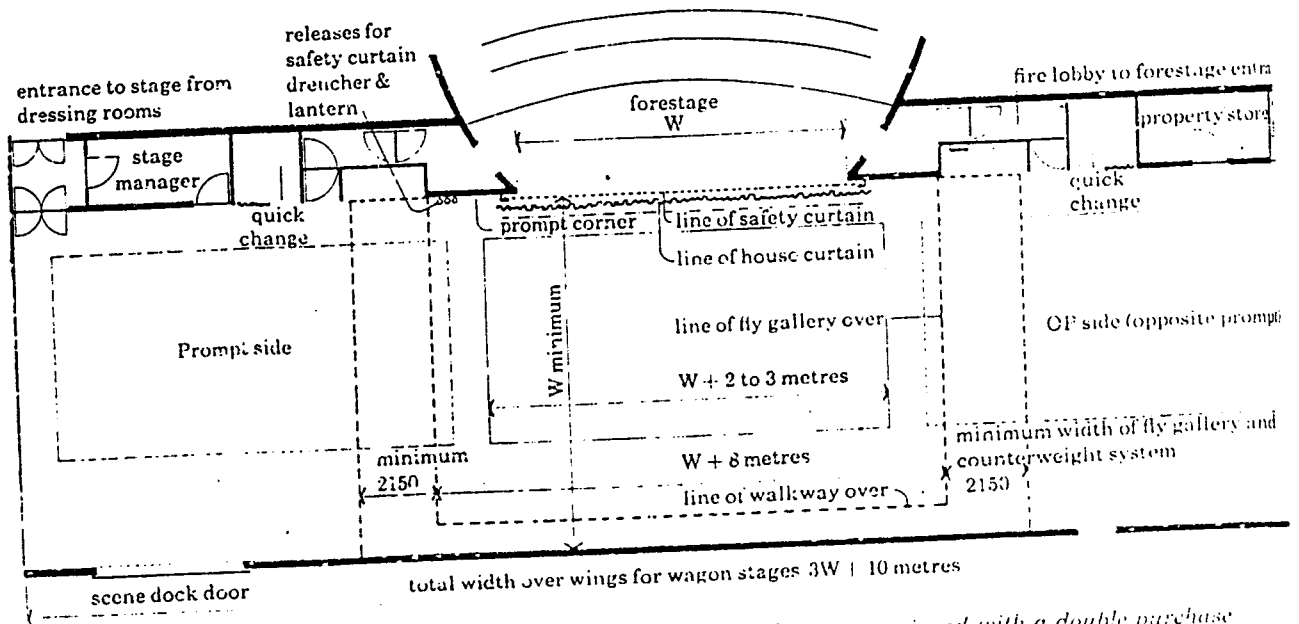 releases for
safety curtain
drencher &
lantern
entrance to stage from
dressing rooms
fire lobby to forestage entra
forestage
W
property store
stage
manager
quick
change
quick
change
prompt corner
line of safety curtain
line of house curtain
line of fly gallery over
OP side (opposite prompt)
Prompt side
W minimum
W + 2 to 3 metres
minimum
2150
W + 8 metres
minimum width of fly gallery and
counterweight system
2150
line of walkway over
total width over wings for wagon stages 3W + 10 metres
scene dock door
with a double purchase